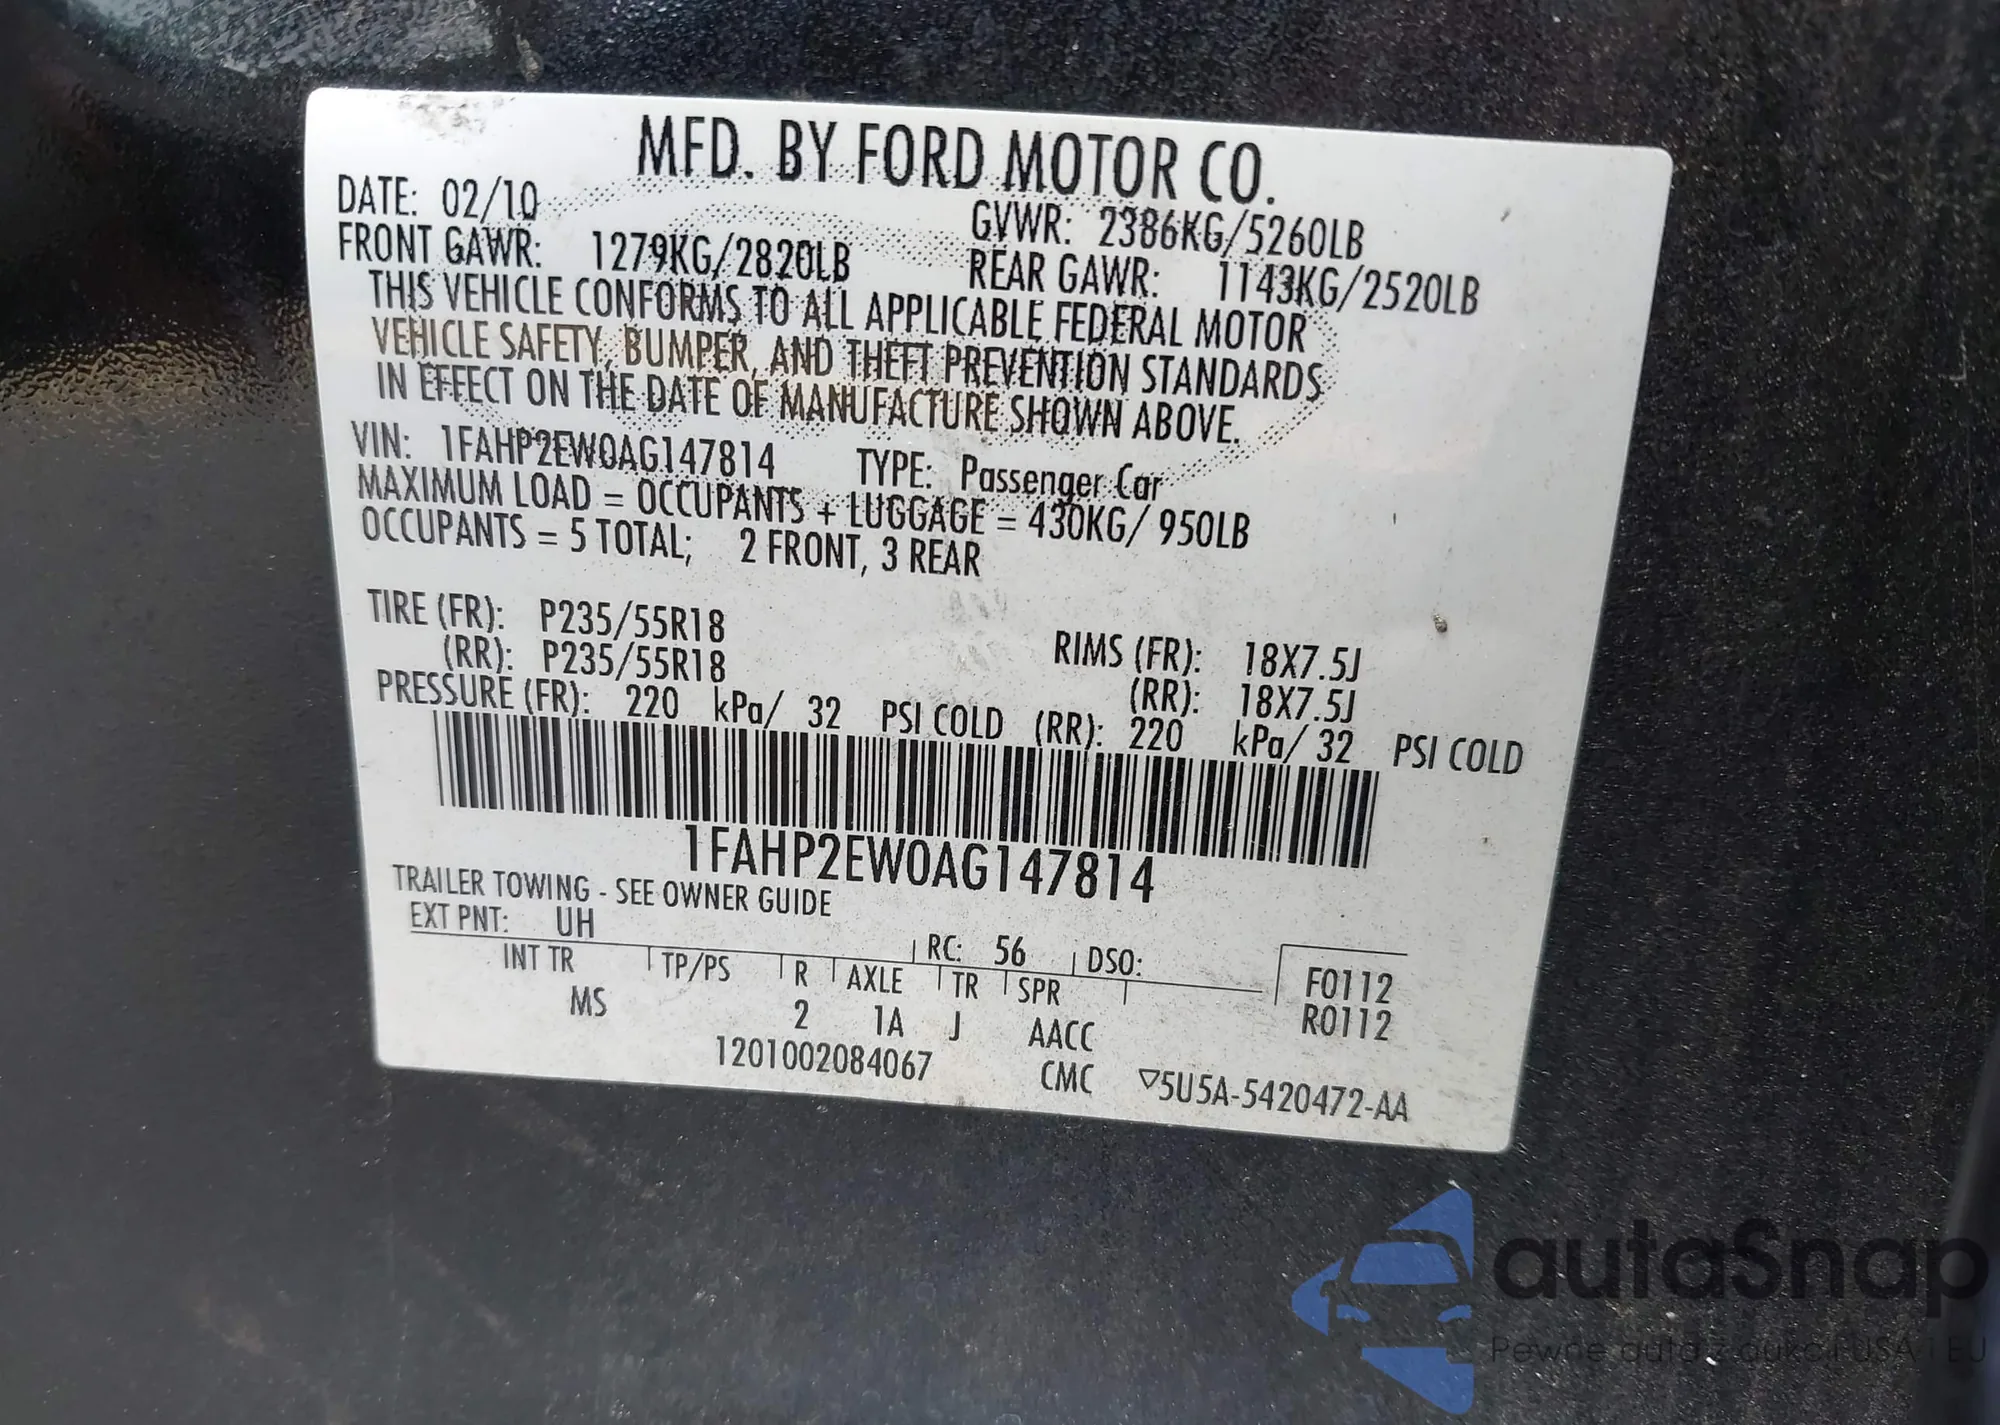 MFD. BY FORD MOTOR CO.
DATE: 02/10 GVWR: 2386KG/5260LB
FRONT GAWR: 1279KG/2820LB REAR GAWR: 1143KG/2520LB
THIS VEHICLE CONFORMS TO ALL APPLICABLE FEDERAL MOTOR
VEHICLE SAFETY, BUMPER, AND THEFT PREVENTION STANDARDS
IN EFFECT ON THE DATE OF MANUFACTURE SHOWN ABOVE.
VIN: 1FAHP2EW0AG147814 TYPE: Passenger Car
MAXIMUM LOAD = OCCUPANTS + LUGGAGE = 430KG/ 950LB
OCCUPANTS = 5 TOTAL; 2 FRONT, 3 REAR
TIRE (FR): P235/55R18 RIMS (FR): 18X7.5J
(RR): P235/55R18 (RR): 18X7.5J
PRESSURE (FR): 220 kPa/ 32 PSI COLD (RR): 220 kPa/ 32 PSI COLD
1FAHP2EW0AG147814
TRAILER TOWING - SEE OWNER GUIDE
EXT PNT: UH RC: 56 DSO: F0112
INT TR TP/PS R AXLE TR SPR R0112
MS 2 1A J AACC
1201002084067 CMC ▽5U5A-5420472-AA
autaSnap
Pewne auta z aukcji USA i EU